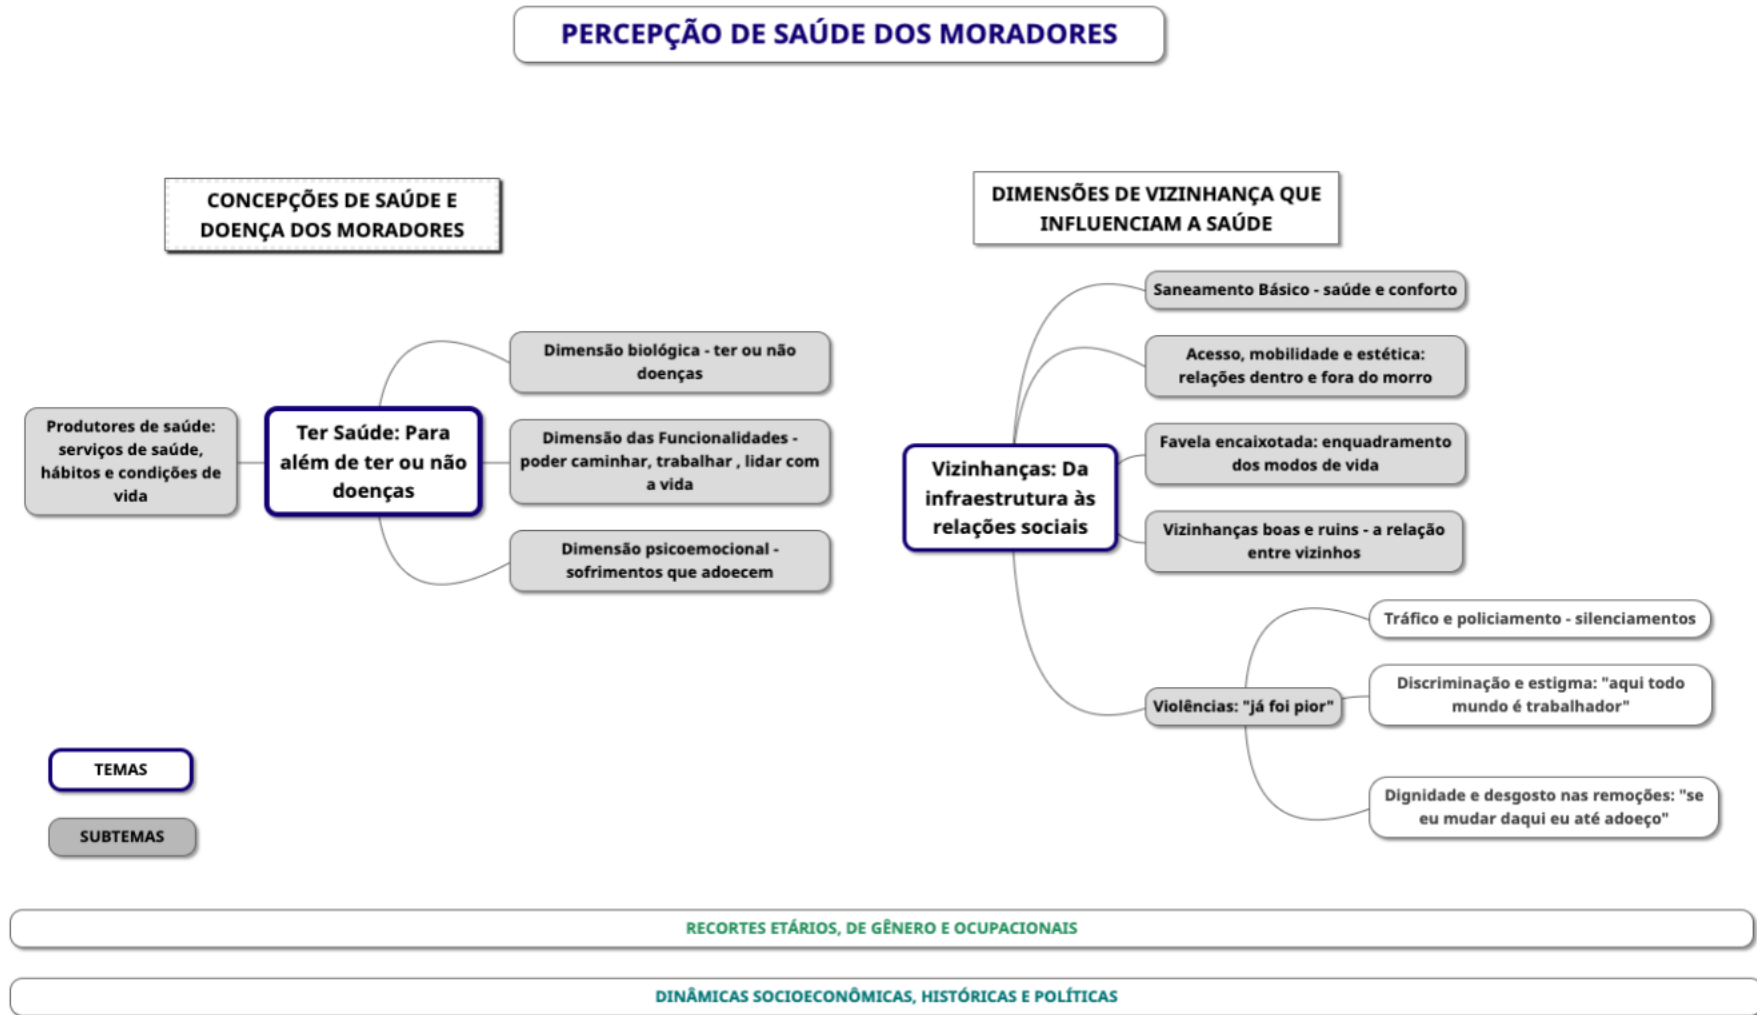 PERCEPÇÃO DE SAÚDE DOS MORADORES
CONCEPÇÕES DE SAÚDE E
DOENÇA DOS MORADORES
Produtores de saúde:
serviços de saúde,
hábitos e condições de
vida
Ter Saúde: Para
além de ter ou não
doenças
Dimensão biológica - ter ou não
doenças
Dimensão das Funcionalidades -
poder caminhar, trabalhar , lidar com
a vida
Dimensão psicoemocional -
sofrimentos que adoecem
DIMENSÕES DE VIZINHANÇA QUE
INFLUENCIAM A SAÚDE
Vizinhanças: Da
infraestrutura às
relações sociais
Saneamento Básico - saúde e conforto
Acesso, mobilidade e estética:
relações dentro e fora do morro
Favela encaixotada: enquadramento
dos modos de vida
Vizinhanças boas e ruins - a relação
entre vizinhos
Violências: "já foi pior"
Tráfico e policiamento - silenciamentos
Discriminação e estigma: "aqui todo
mundo é trabalhador"
Dignidade e desgosto nas remoções: "se
eu mudar daqui eu até adoeço"
TEMAS
SUBTEMAS
RECORTES ETÁRIOS, DE GÊNERO E OCUPACIONAIS
DINÂMICAS SOCIOECONÔMICAS, HISTÓRICAS E POLÍTICAS